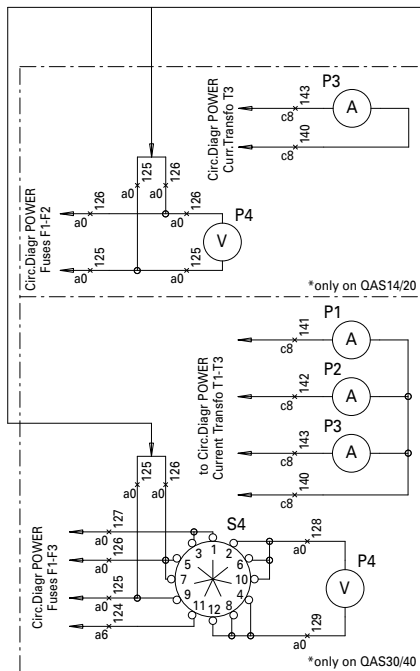 P3
143
c8
A
140
c8
Circ.Diagr POWER
Curr.Transfo T3
125
a0
126
a0
126
a0
126
a0
P4
V
125
a0
125
a0
Circ.Diagr POWER
Fuses F1-F2
*only on QAS14/20
P1
141
c8
A
P2
142
c8
A
P3
143
c8
A
140
c8
to Circ.Diagr POWER
Current Transfo T1-T3
125
a0
126
a0
127
a0
126
a0
125
a0
124
a6
Circ.Diagr POWER
Fuses F1-F3
S4
3
1
2
5
6
7
10
9
4
11
12
8
128
a0
P4
V
129
a0
*only on QAS30/40